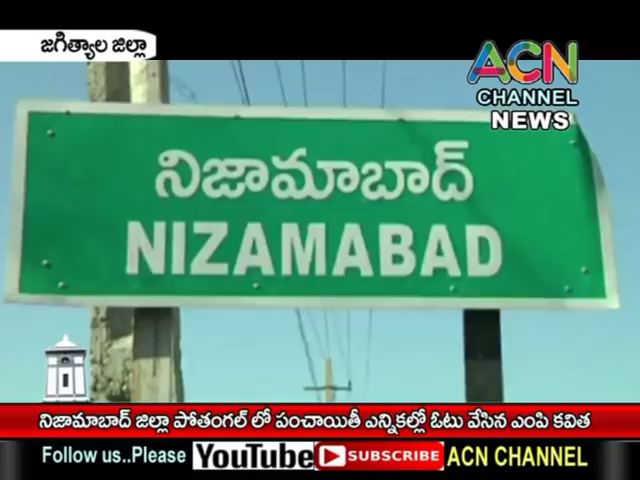 జగిత్యాల జిల్లా
ACN
CHANNEL
NEWS
నిజామాబాద్
NIZAMABAD
నిజామాబాద్ జిల్లా పోతంగల్ లో పంచాయితీ ఎన్నికల్లో ఓటు వేసిన ఎంపి కవిత
Follow us..Please YouTube SUBSCRIBE ACN CHANNEL